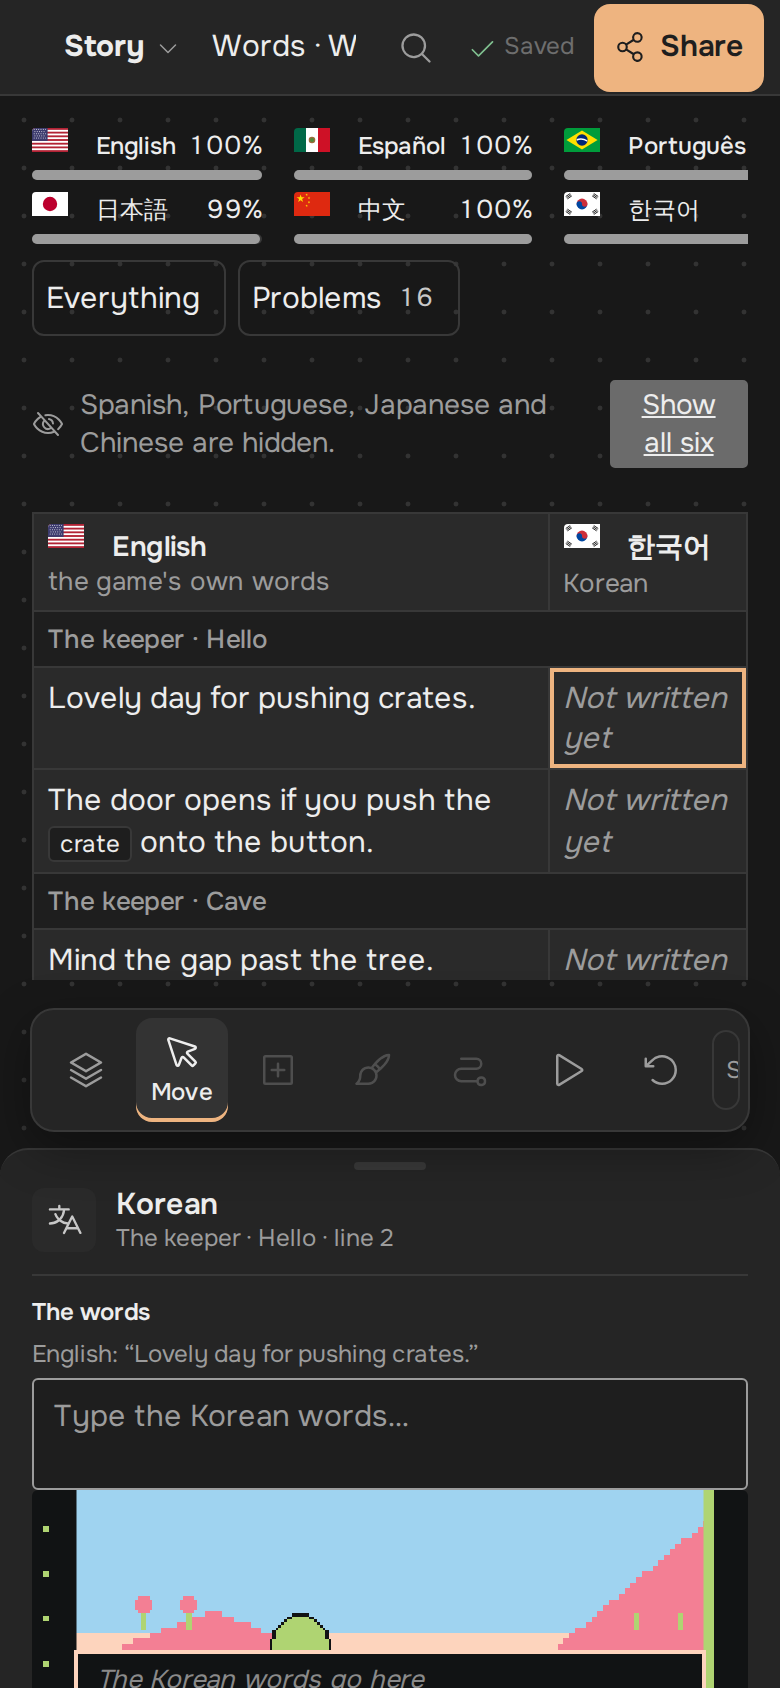 Story Words · W Saved Share
English 100% Español 100% Português
日本語 99% 中文 100% 한국어
Everything Problems 16
Spanish, Portuguese, Japanese and
Chinese are hidden.
Show
all six
English 한국어
the game's own words Korean
The keeper · Hello
Lovely day for pushing crates. Not written
yet
The door opens if you push the Not written
crate onto the button. yet
The keeper · Cave
Mind the gap past the tree. Not written
Move S
Korean
The keeper · Hello · line 2
The words
English: “Lovely day for pushing crates.”
Type the Korean words...
The Korean words go here